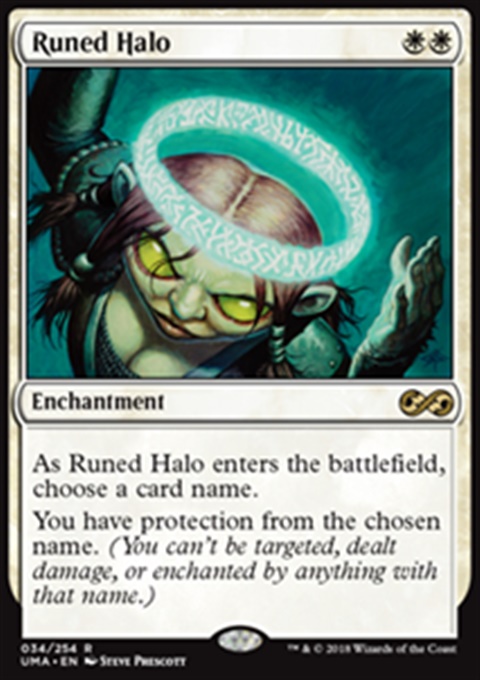 Runed Halo
Enchantment
As Runed Halo enters the battlefield,
choose a card name.
You have protection from the chosen
name. (You can't be targeted, dealt
damage, or enchanted by anything with
that name.)
034/254 R
UMA • EN Steve Prescott
™ & © 2018 Wizards of the Coast